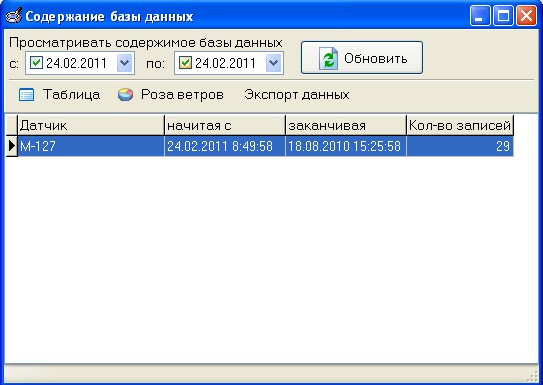 Содержание базы данных
Просматривать содержимое базы данных
с: 24.02.2011 по: 24.02.2011 Обновить
Таблица Роза ветров Экспорт данных
Датчик начитая с заканчивая Кол-во записей
М-127 24.02.2011 8:49:58 18.08.2010 15:25:58 29